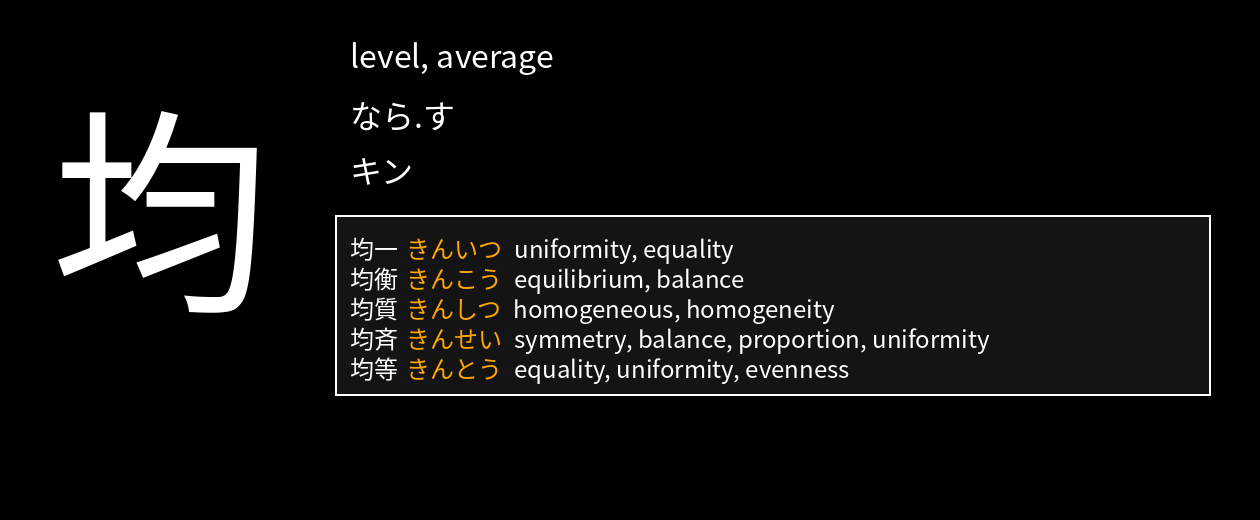 均
level, average
なら.す
キン
均一 きんいつ uniformity, equality
均衡 きんこう equilibrium, balance
均質 きんしつ homogeneous, homogeneity
均斉 きんせい symmetry, balance, proportion, uniformity
均等 きんとう equality, uniformity, evenness